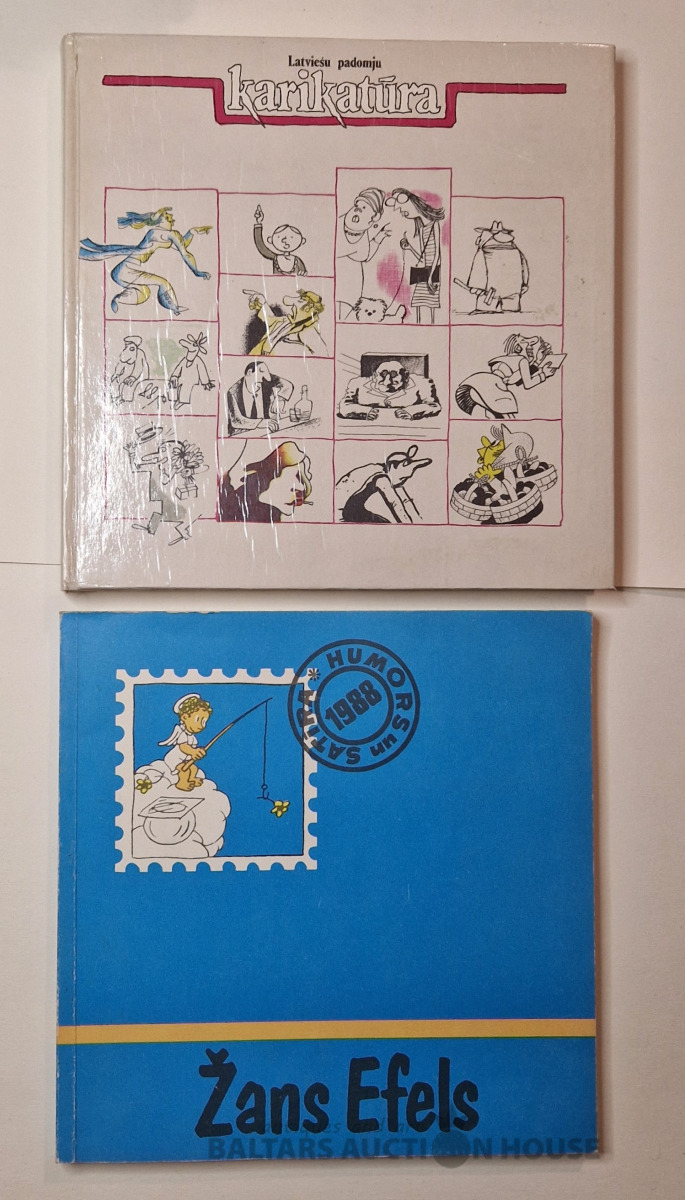 Latviešu padomju
karikatūra
HUMORS un SATĪRA *
1988
Žans Efels
BALTARS AUCTION HOUSE